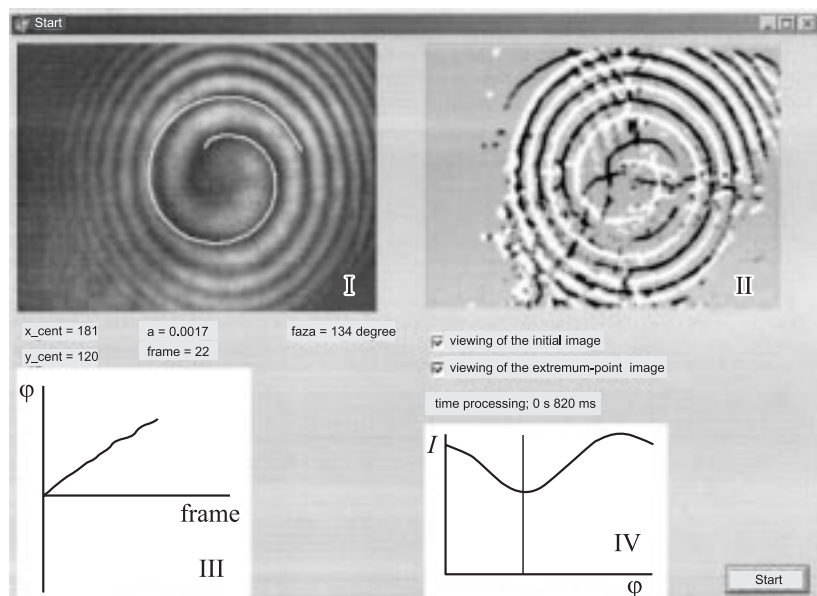 Start
I
II
x_cent = 181
a = 0.0017
faza = 134 degree
y_cent = 120
frame = 22
viewing of the initial image
viewing of the extremum-point image
time processing; 0 s 820 ms
φ
frame
III
I
IV
φ
Start